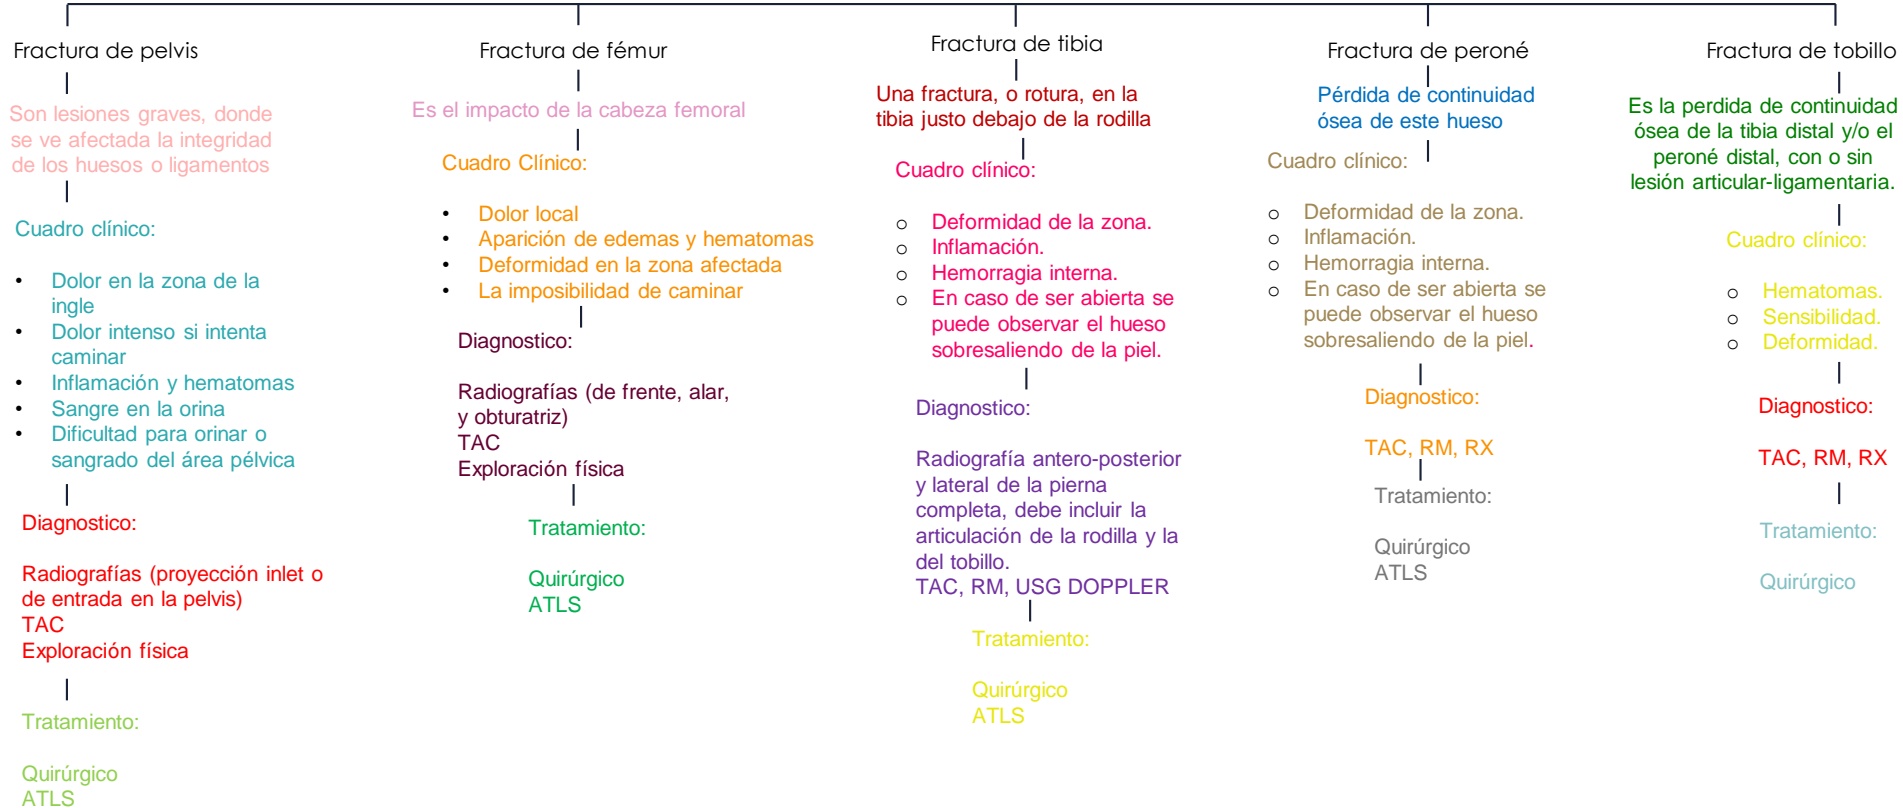 Fractura de pelvis
Son lesiones graves, donde
se ve afectada la integridad
de los huesos o ligamentos
Cuadro clínico:
• Dolor en la zona de la
ingle
• Dolor intenso si intenta
caminar
• Inflamación y hematomas
• Sangre en la orina
• Dificultad para orinar o
sangrado del área pélvica
Diagnostico:
Radiografías (proyección inlet o
de entrada en la pelvis)
TAC
Exploración física
Tratamiento:
Quirúrgico
ATLS
Fractura de fémur
Es el impacto de la cabeza femoral
Cuadro Clínico:
• Dolor local
• Aparición de edemas y hematomas
• Deformidad en la zona afectada
• La imposibilidad de caminar
Diagnostico:
Radiografías (de frente, alar,
y obturatriz)
TAC
Exploración física
Tratamiento:
Quirúrgico
ATLS
Fractura de tibia
Una fractura, o rotura, en la
tibia justo debajo de la rodilla
Cuadro clínico:
o Deformidad de la zona.
o Inflamación.
o Hemorragia interna.
o En caso de ser abierta se
puede observar el hueso
sobresaliendo de la piel.
Diagnostico:
Radiografía antero-posterior
y lateral de la pierna
completa, debe incluir la
articulación de la rodilla y la
del tobillo.
TAC, RM, USG DOPPLER
Tratamiento:
Quirúrgico
ATLS
Fractura de peroné
Pérdida de continuidad
ósea de este hueso
Cuadro clínico:
o Deformidad de la zona.
o Inflamación.
o Hemorragia interna.
o En caso de ser abierta se
puede observar el hueso
sobresaliendo de la piel.
Diagnostico:
TAC, RM, RX
Tratamiento:
Quirúrgico
ATLS
Fractura de tobillo
Es la perdida de continuidad
ósea de la tibia distal y/o el
peroné distal, con o sin
lesión articular-ligamentaria.
Cuadro clínico:
o Hematomas.
o Sensibilidad.
o Deformidad.
Diagnostico:
TAC, RM, RX
Tratamiento:
Quirúrgico